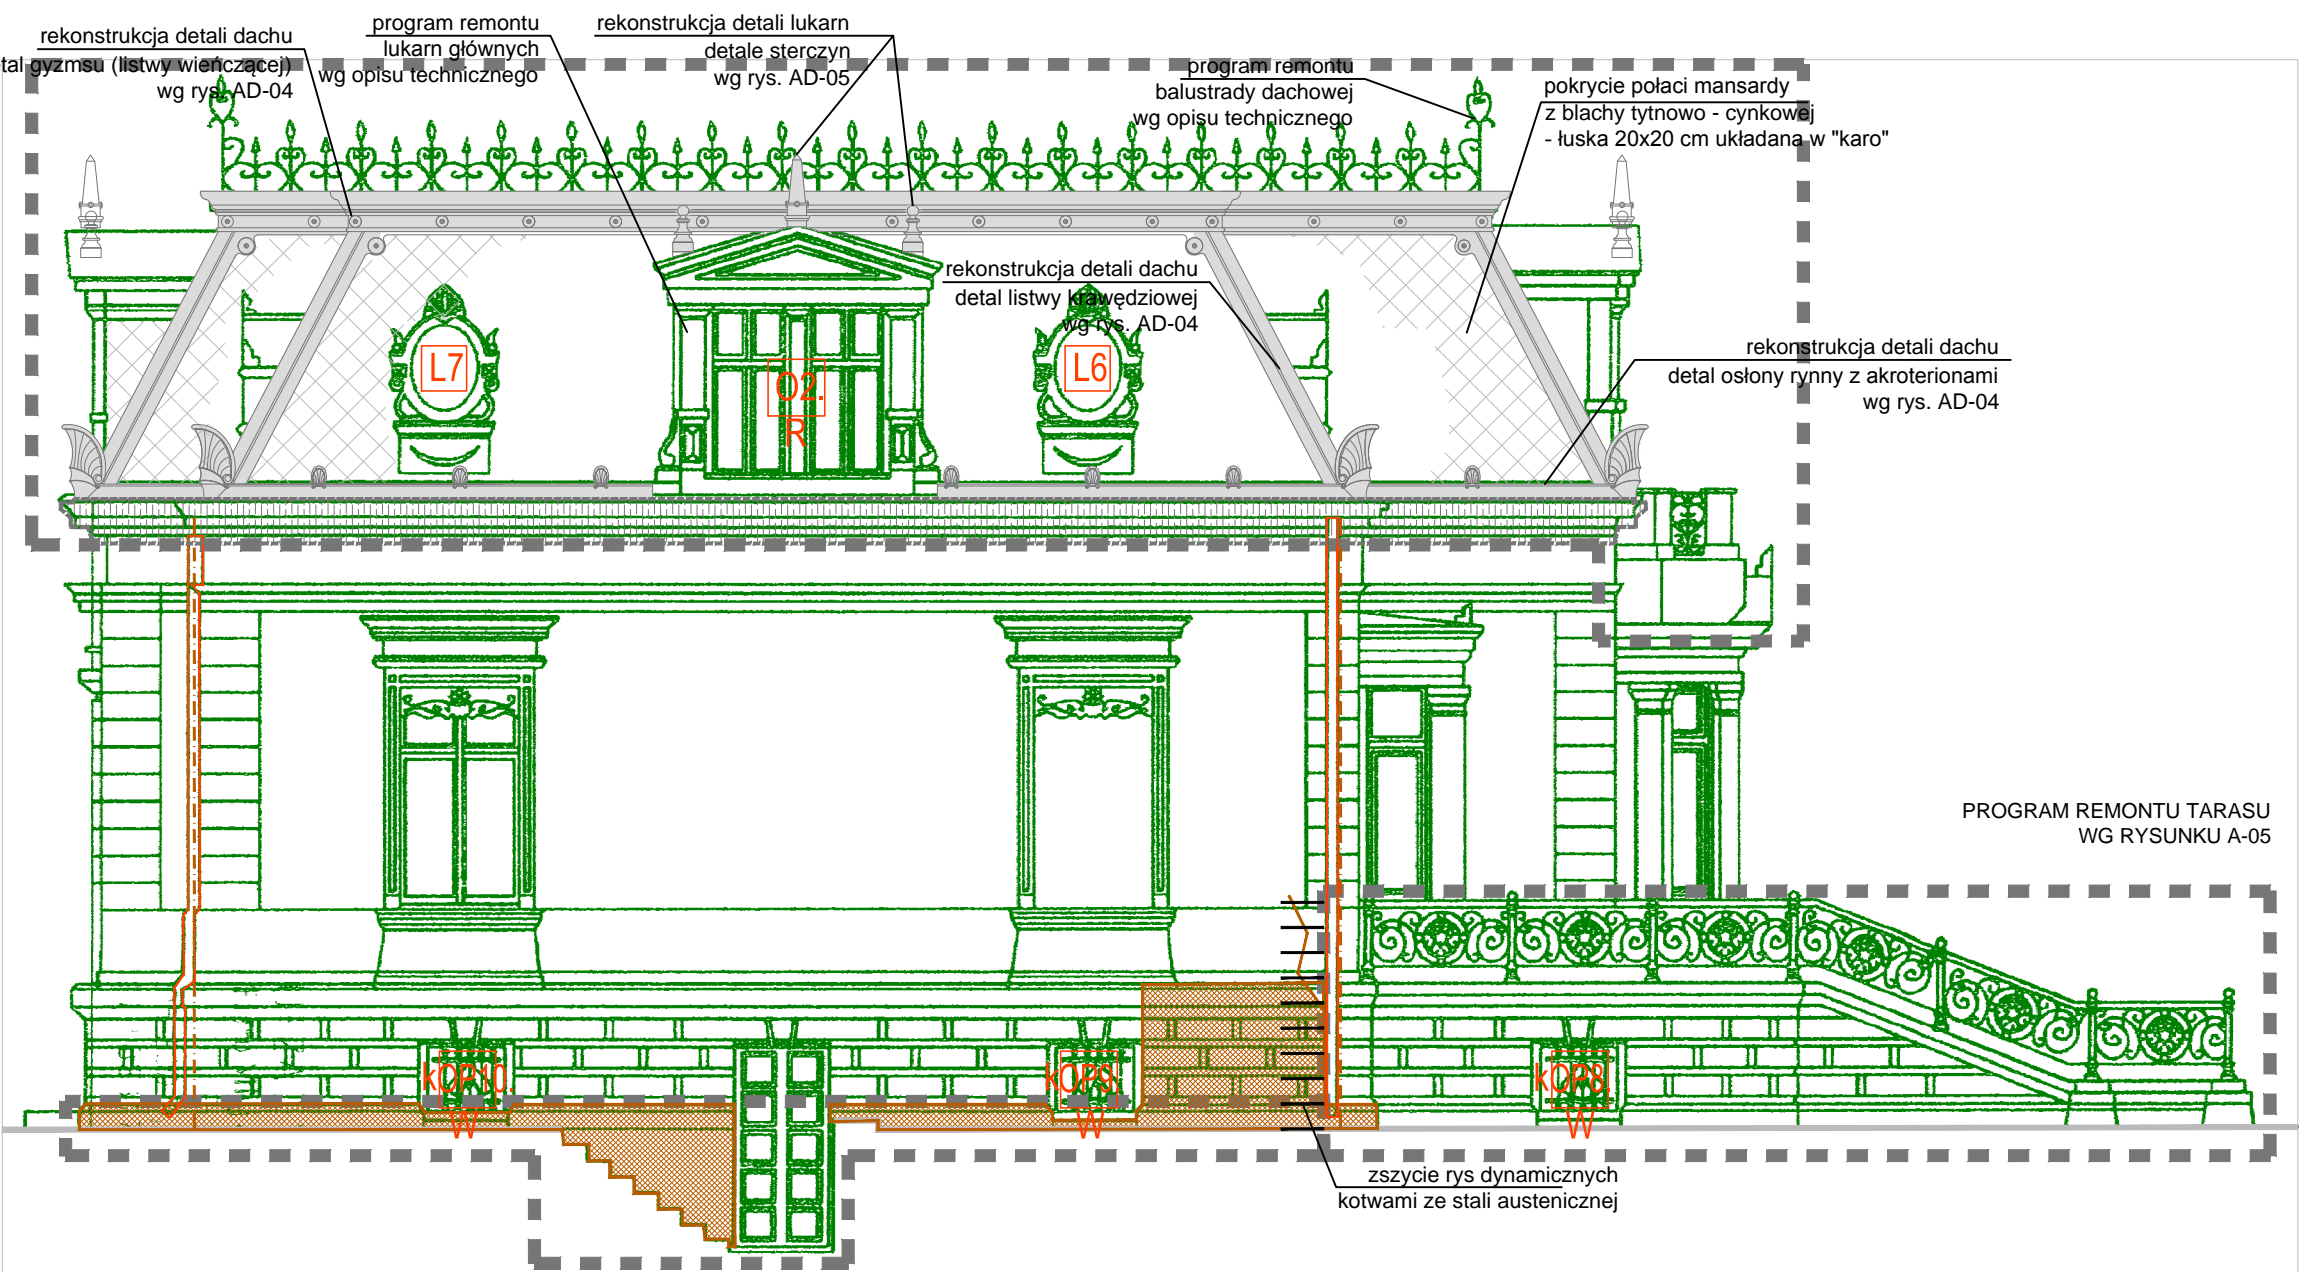 rekonstrukcja detali dachu
tal gyzmsu (listwy wieńczącej)
wg rys. AD-04
program remontu
lukarn głównych
wg opisu technicznego
rekonstrukcja detali lukarn
detale sterczyn
wg rys. AD-05
program remontu
balustrady dachowej
wg opisu technicznego
pokrycie połaci mansardy
z blachy tytnowo - cynkowej
- łuska 20x20 cm układana w "karo"
rekonstrukcja detali dachu
detal listwy krawędziowej
wg rys. AD-04
rekonstrukcja detali dachu
detal osłony rynny z akroterionami
wg rys. AD-04
L7
O2.
R
L6
PROGRAM REMONTU TARASU
WG RYSUNKU A-05
kOP10.
W
kOP9.
W
kOP8
W
zszycie rys dynamicznych
kotwami ze stali austenicznej